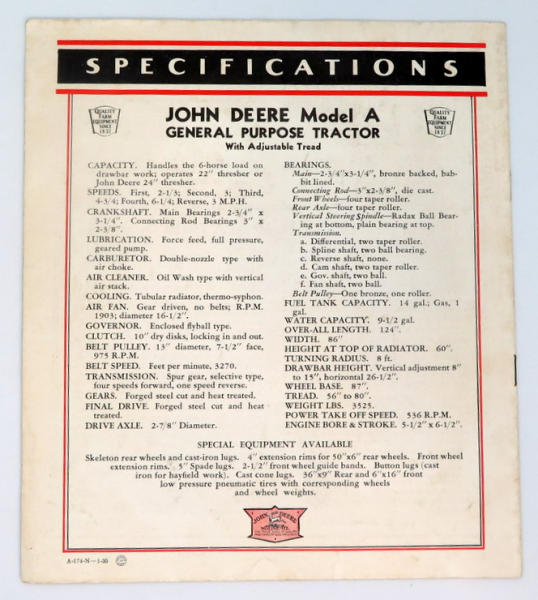 SPECIFICATIONS
QUALITY
FARM
EQUIPMENT
SINCE
1837
JOHN DEERE Model A
GENERAL PURPOSE TRACTOR
With Adjustable Tread
QUALITY
FARM
EQUIPMENT
SINCE
1837
CAPACITY. Handles the 6-horse load on
drawbar work; operates 22" thresher or
John Deere 24" thresher.
SPEEDS. First, 2-1/3; Second, 3; Third,
4-3/4; Fourth, 6-1/4; Reverse, 3 M.P.H.
CRANKSHAFT. Main Bearings 2-3/4" x
3-1/4". Connecting Rod Bearings 3" x
2-3/8".
LUBRICATION. Force feed, full pressure,
geared pump.
CARBURETOR. Double-nozzle type with
air choke.
AIR CLEANER. Oil Wash type with vertical
air stack.
COOLING. Tubular radiator, thermo-syphon.
AIR FAN. Gear driven, no belts; R.P.M.
1903; diameter 16-1/2".
GOVERNOR. Enclosed flyball type.
CLUTCH. 10" dry disks, locking in and out.
BELT PULLEY. 13" diameter, 7-1/2" face,
975 R.P.M.
BELT SPEED. Feet per minute, 3270.
TRANSMISSION. Spur gear, selective type,
four speeds forward, one speed reverse.
GEARS. Forged steel cut and heat treated.
FINAL DRIVE. Forged steel cut and heat
treated.
DRIVE AXLE. 2-7/8" Diameter.
BEARINGS.
Main—2-3/4"x3-1/4", bronze backed, bab-
bit lined.
Connecting Rod—3"x2-3/8", die cast.
Front Wheels—four taper roller.
Rear Axle—four taper roller.
Vertical Steering Spindle—Radax Ball Bear-
ing at bottom, plain bearing at top.
Transmission.
a. Differential, two taper roller.
b. Spline shaft, two ball bearing.
c. Reverse shaft, none.
d. Cam shaft, two taper roller.
e. Gov. shaft, two ball.
f. Fan shaft, two ball.
Belt Pulley—One bronze, one roller.
FUEL TANK CAPACITY. 14 gal.; Gas, 1
gal.
WATER CAPACITY. 9-1/2 gal.
OVER-ALL LENGTH. 124".
WIDTH. 86"
HEIGHT AT TOP OF RADIATOR. 60".
TURNING RADIUS. 8 ft.
DRAWBAR HEIGHT. Vertical adjustment 8"
to 15", horizontal 26-1/2".
WHEEL BASE. 87".
TREAD. 56" to 80".
WEIGHT LBS. 3525.
POWER TAKE OFF SPEED. 536 R.P.M.
ENGINE BORE & STROKE. 5-1/2" x 6-1/2".
SPECIAL EQUIPMENT AVAILABLE
Skeleton rear wheels and cast-iron lugs. 4" extension rims for 50"x6" rear wheels. Front wheel
extension rims. 5" Spade lugs. 2-1/2" front wheel guide bands. Button lugs (cast
iron for hayfield work). Cast cone lugs. 36"x9" Rear and 6"x16" front
low pressure pneumatic tires with corresponding wheels
and wheel weights.
JOHN DEERE
A-174-N—1-35